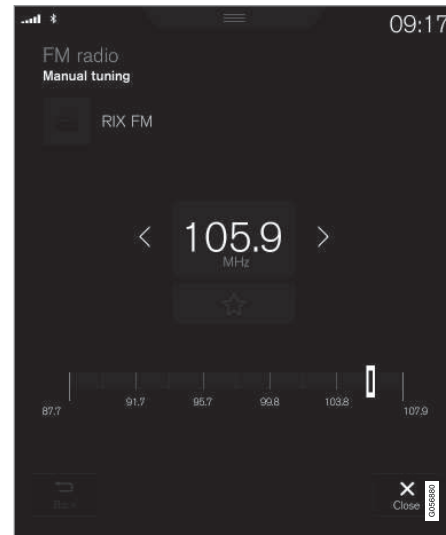 09:17
FM radio
Manual tuning
RIX FM
105.9
MHz
87.7 91.7 95.7 99.8 103.8 107.9
Back
Close
G056880